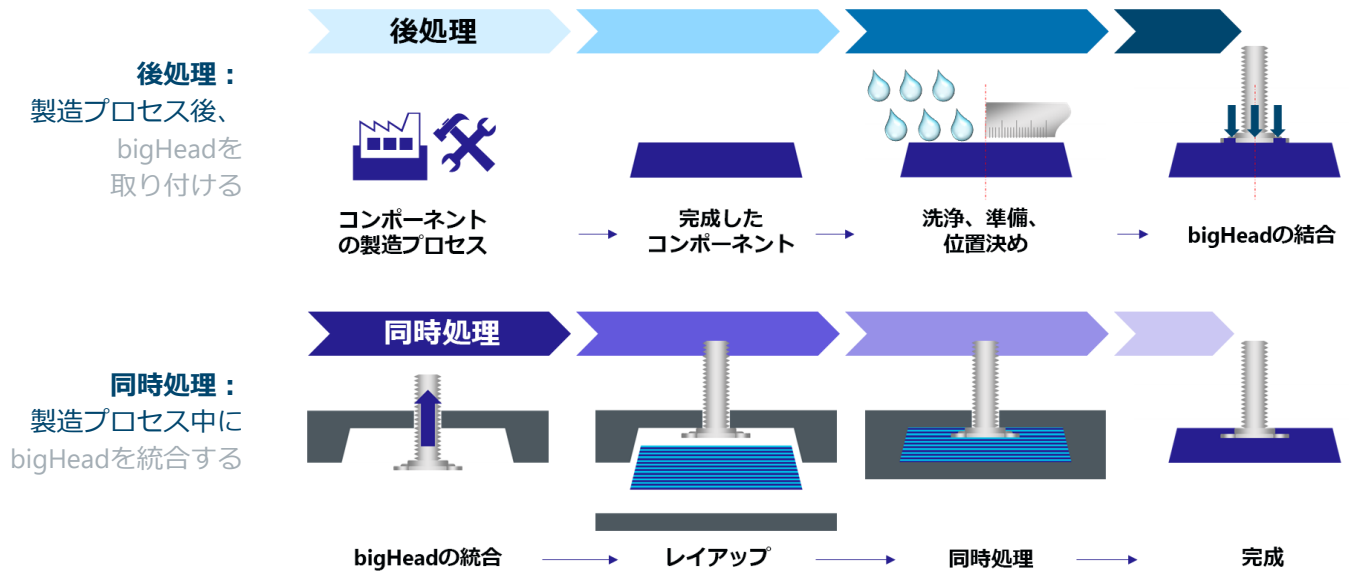 後処理
後処理：
製造プロセス後、
bigHeadを
取り付ける
コンポーネント
の製造プロセス
完成した
コンポーネント
洗浄、準備、
位置決め
bigHeadの結合
同時処理
同時処理：
製造プロセス中に
bigHeadを統合する
bigHeadの統合
レイアップ
同時処理
完成